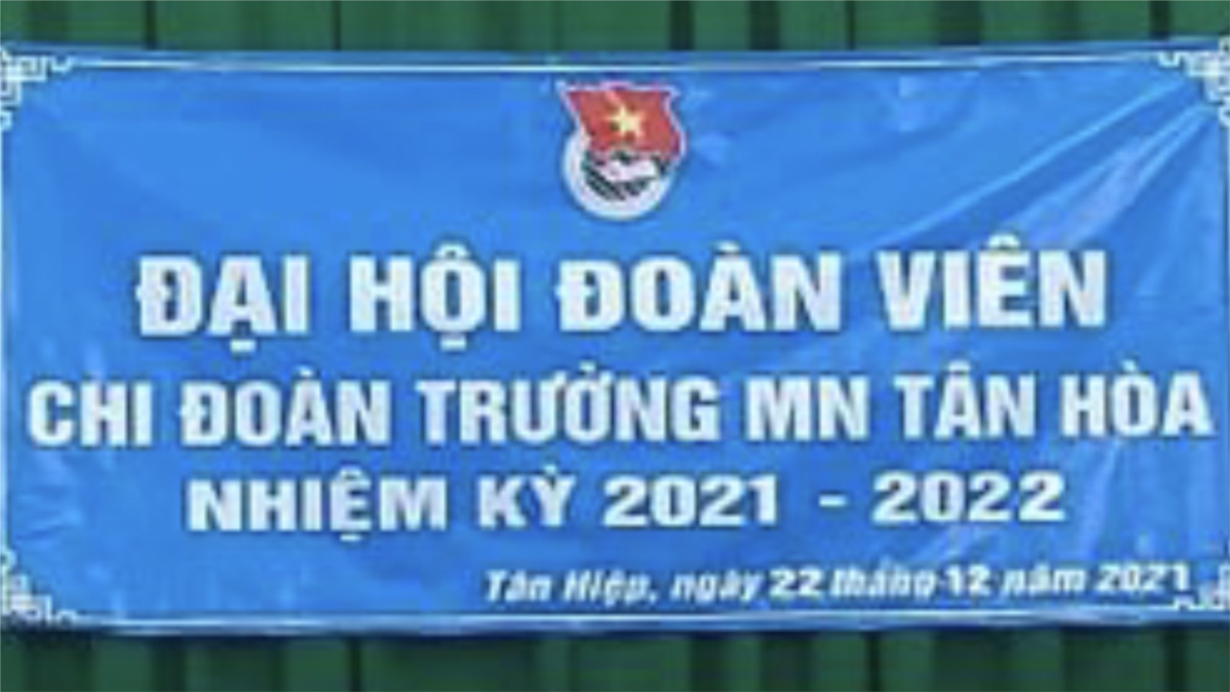 ĐẠI HỘI ĐOÀN VIÊN
CHI ĐOÀN TRƯỜNG MN TÂN HÒA
NHIỆM KỲ 2021 - 2022
Tân Hiệp, ngày 22 tháng 12 năm 2021